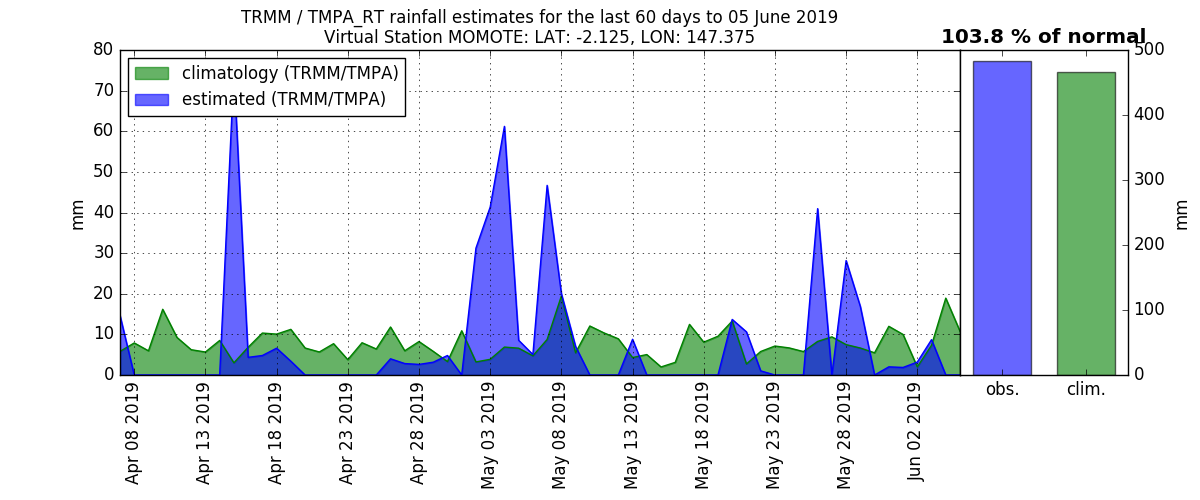 TRMM / TMPA_RT rainfall estimates for the last 60 days to 05 June 2019
Virtual Station MOMOTE: LAT: -2.125, LON: 147.375
103.8 % of normal
climatology (TRMM/TMPA)
estimated (TRMM/TMPA)
mm
80
70
60
50
40
30
20
10
0
Apr 08 2019
Apr 13 2019
Apr 18 2019
Apr 23 2019
Apr 28 2019
May 03 2019
May 08 2019
May 13 2019
May 18 2019
May 23 2019
May 28 2019
Jun 02 2019
obs.
clim.
500
400
300
200
100
0
mm